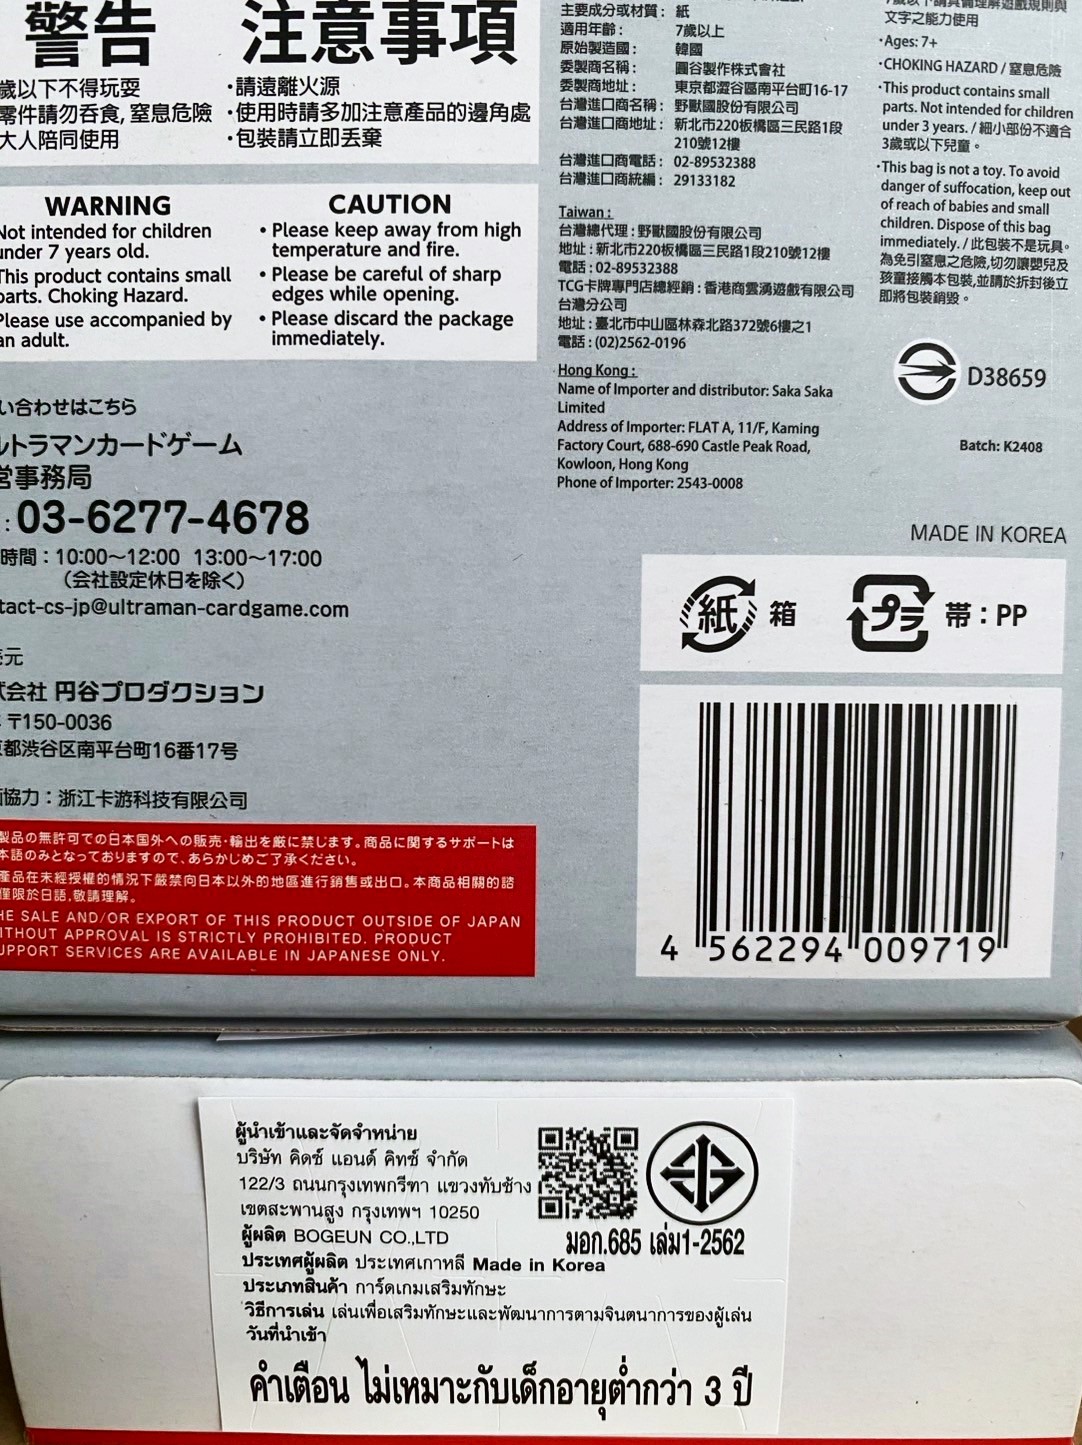 警告
歲以下不得玩耍
零件請勿吞食, 窒息危險
大人陪同使用
注意事項
・請遠離火源
・使用時請多加注意產品的邊角處
・包裝請立即丟棄
WARNING
Not intended for children
under 7 years old.
This product contains small
parts. Choking Hazard.
Please use accompanied by
an adult.
CAUTION
• Please keep away from high
temperature and fire.
• Please be careful of sharp
edges while opening.
• Please discard the package
immediately.
い合わせはこちら
ルトラマンカードゲーム
営事務局
: 03-6277-4678
時間：10:00〜12:00 13:00〜17:00
（会社設定休日を除く）
tact-cs-jp@ultraman-cardgame.com
元
会社 円谷プロダクション
〒150-0036
都渋谷区南平台町16番17号
協力：浙江卡游科技有限公司
製品の無許可での日本国外への販売・輸出を厳に禁じます。商品に関するサポートは
本語のみとなっておりますので、あらかじめご了承ください。
產品在未經授權的情況下嚴禁向日本以外的地區進行銷售或出口。本商品相關的諮
僅限於日語,敬請理解。
HE SALE AND/OR EXPORT OF THIS PRODUCT OUTSIDE OF JAPAN
ITHOUT APPROVAL IS STRICTLY PROHIBITED. PRODUCT
UPPORT SERVICES ARE AVAILABLE IN JAPANESE ONLY.
主要成分或材質：紙
適用年齡：7歲以上
原始製造國：韓國
委製商名稱：圓谷製作株式會社
委製商地址：東京都澀谷區南平台町16-17
台灣進口商名稱：野獸國股份有限公司
台灣進口商地址：新北市220板橋區三民路1段
210號12樓
台灣進口商電話：02-89532388
台灣進口商統編：29133182
Taiwan :
台灣總代理：野獸國股份有限公司
地址：新北市220板橋區三民路1段210號12樓
電話：02-89532388
TCG卡牌專門店總經銷：香港商雲湧遊戲有限公司
台灣分公司
地址：臺北市中山區林森北路372號6樓之1
電話：(02)2562-0196
Hong Kong :
Name of Importer and distributor: Saka Saka
Limited
Address of Importer: FLAT A, 11/F, Kaming
Factory Court, 688-690 Castle Peak Road,
Kowloon, Hong Kong
Phone of Importer: 2543-0008
文字之能力使用
・Ages: 7+
・CHOKING HAZARD / 窒息危險
・This product contains small
parts. Not intended for children
under 3 years. / 細小部份不適合
3歲或以下兒童。
・This bag is not a toy. To avoid
danger of suffocation, keep out
of reach of babies and small
children. Dispose of this bag
immediately. / 此包裝不是玩具。
為免引窒息之危險,切勿讓嬰兒及
孩童接觸本包裝,並請於拆封後立
即將包裝銷毀。
D38659
Batch: K2408
MADE IN KOREA
紙 箱
プラ 帯：PP
4 562294 009719
ผู้นำเข้าและจัดจำหน่าย
บริษัท คิดซ์ แอนด์ คิทซ์ จำกัด
122/3 ถนนกรุงเทพกรีฑา แขวงทับช้าง
เขตสะพานสูง กรุงเทพฯ 10250
ผู้ผลิต BOGEUN CO.,LTD
มอก.685 เล่ม1-2562
ประเทศผู้ผลิต ประเทศเกาหลี Made in Korea
ประเภทสินค้า การ์ดเกมเสริมทักษะ
วิธีการเล่น เล่นเพื่อเสริมทักษะและพัฒนาการตามจินตนาการของผู้เล่น
วันที่นำเข้า
คำเตือน ไม่เหมาะกับเด็กอายุต่ำกว่า 3 ปี